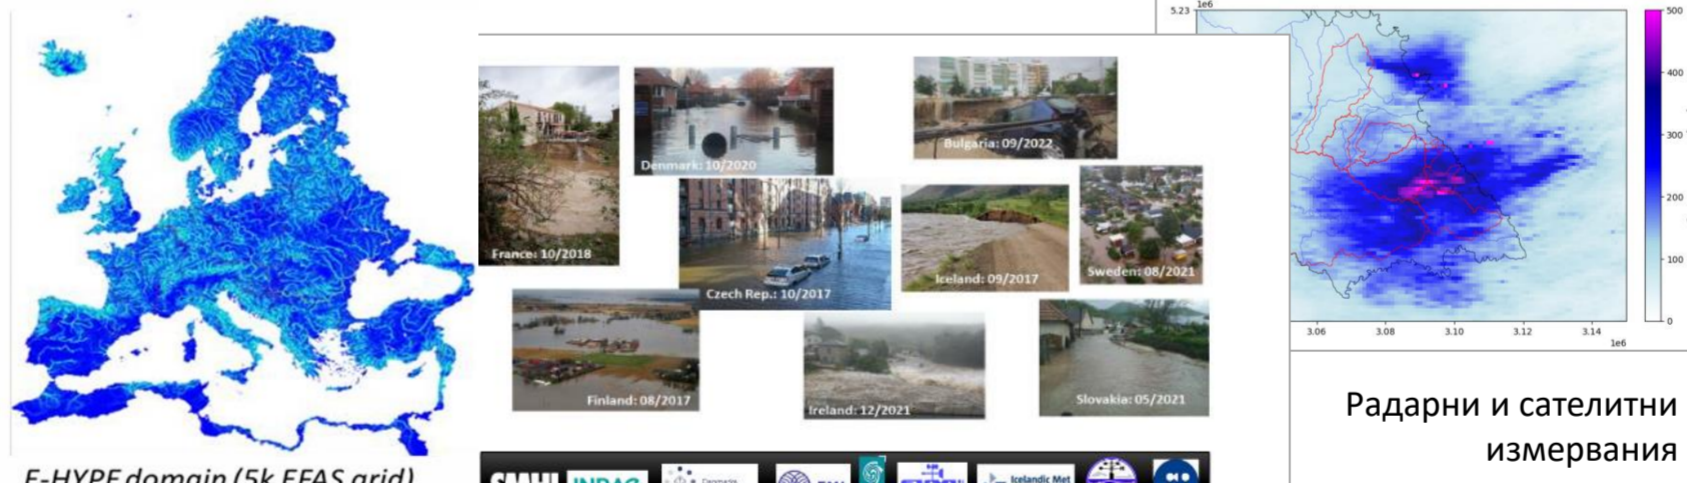 E-HYPE domain (5k EFAS grid)
France: 10/2018
Denmark: 10/2020
Bulgaria: 09/2022
Czech Rep.: 10/2017
Iceland: 09/2017
Sweden: 08/2021
Finland: 08/2017
Ireland: 12/2021
Slovakia: 05/2021
Icelandic Met
1e6
5.23
500
400
300
200
100
0
3.06 3.08 3.10 3.12 3.14
1e6
Радарни и сателитни
измервания